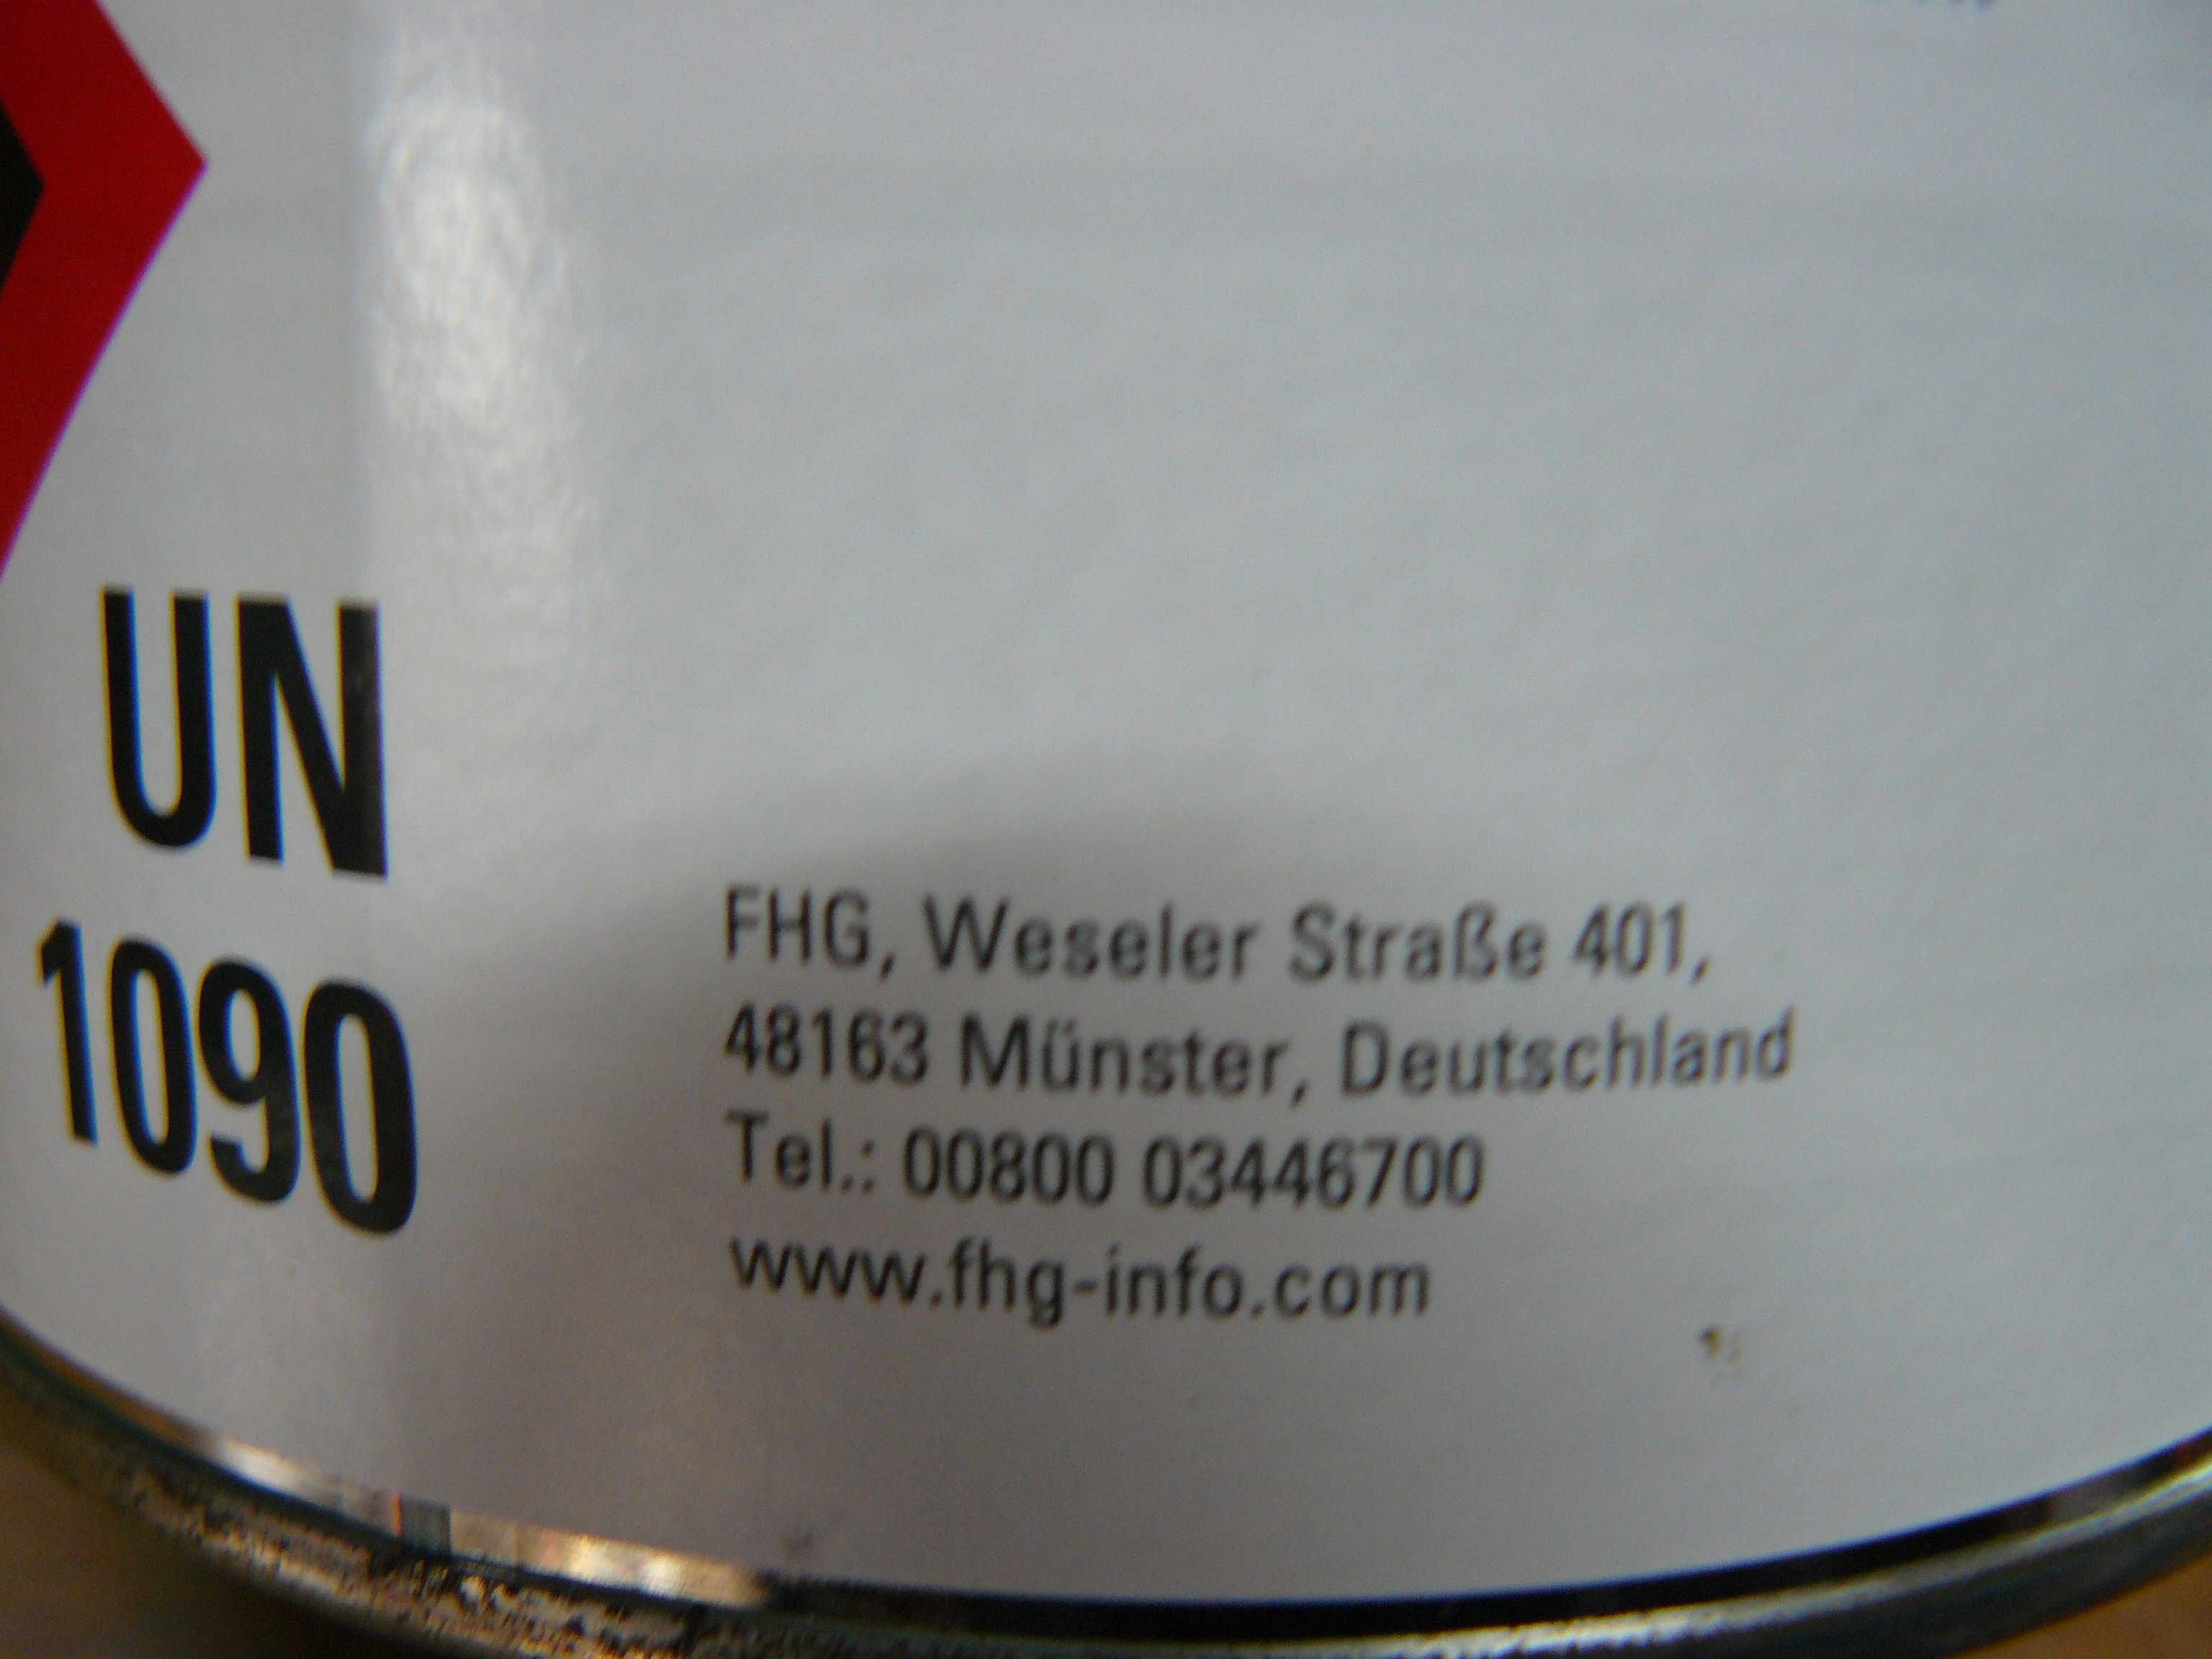 UN
1090
FHG, Weseler Straße 401,
48163 Münster, Deutschland
Tel.: 00800 03446700
www.fhg-info.com